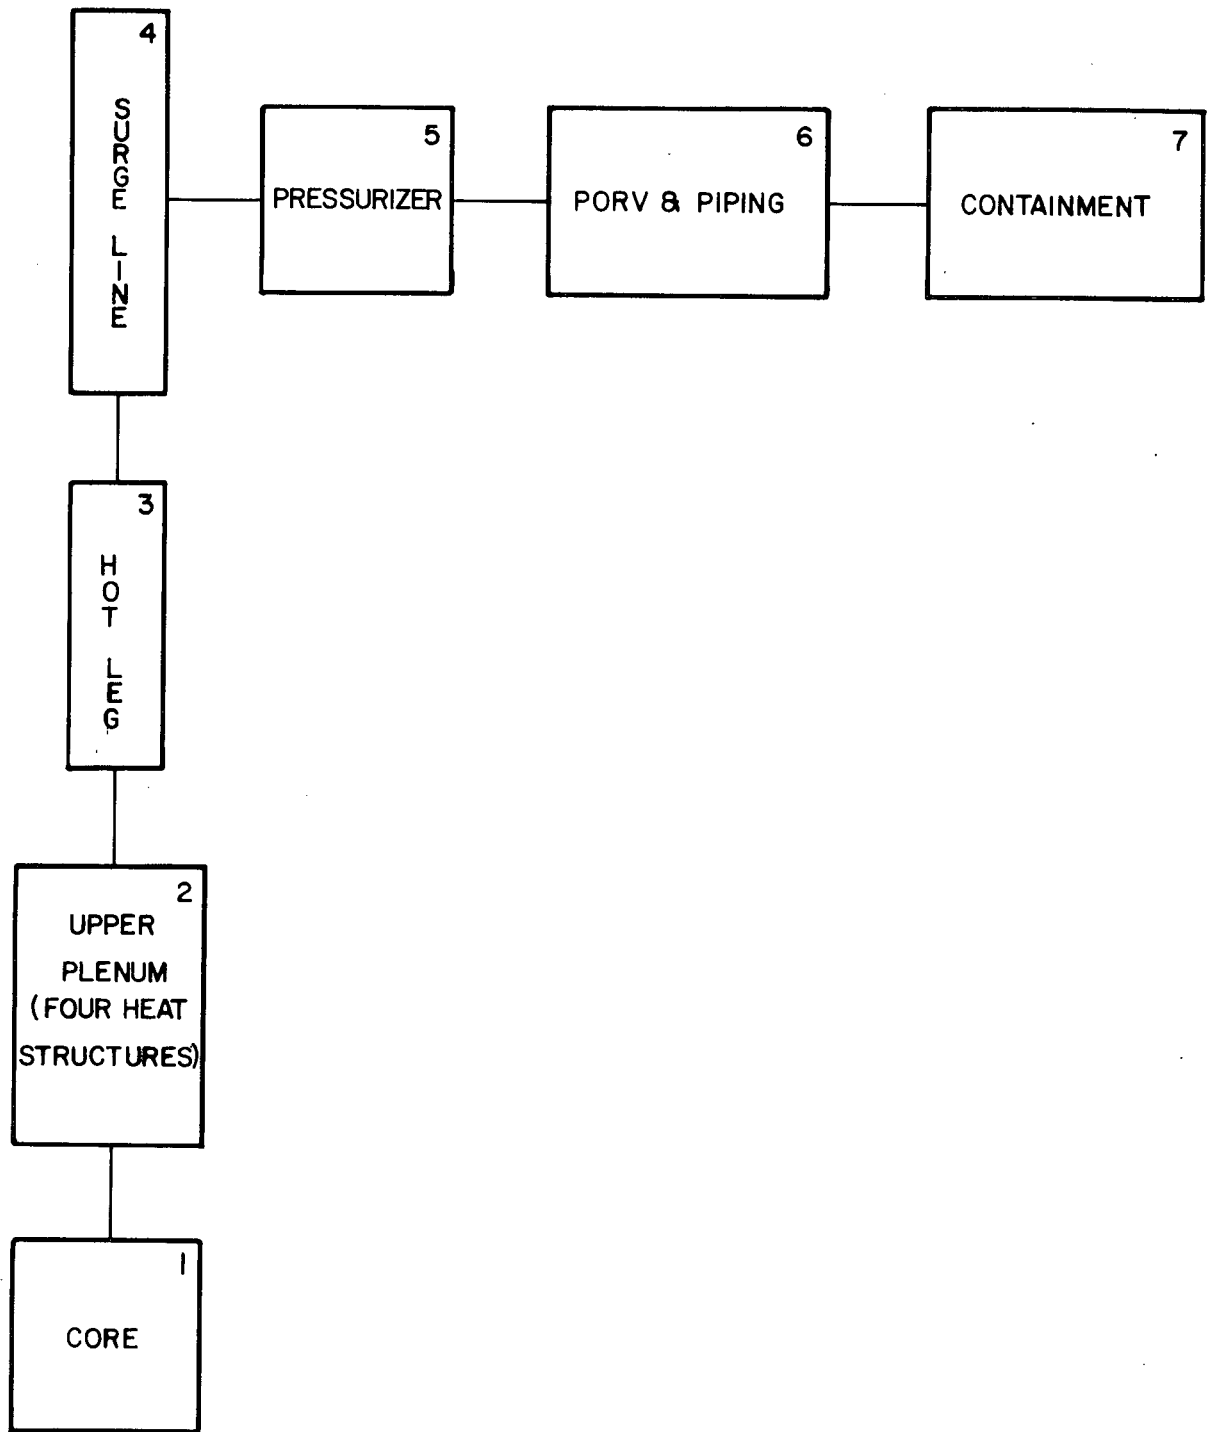 4
SURGE LINE
5
PRESSURIZER
6
PORV & PIPING
7
CONTAINMENT
3
HOT LEG
2
UPPER
PLENUM
(FOUR HEAT
STRUCTURES)
1
CORE